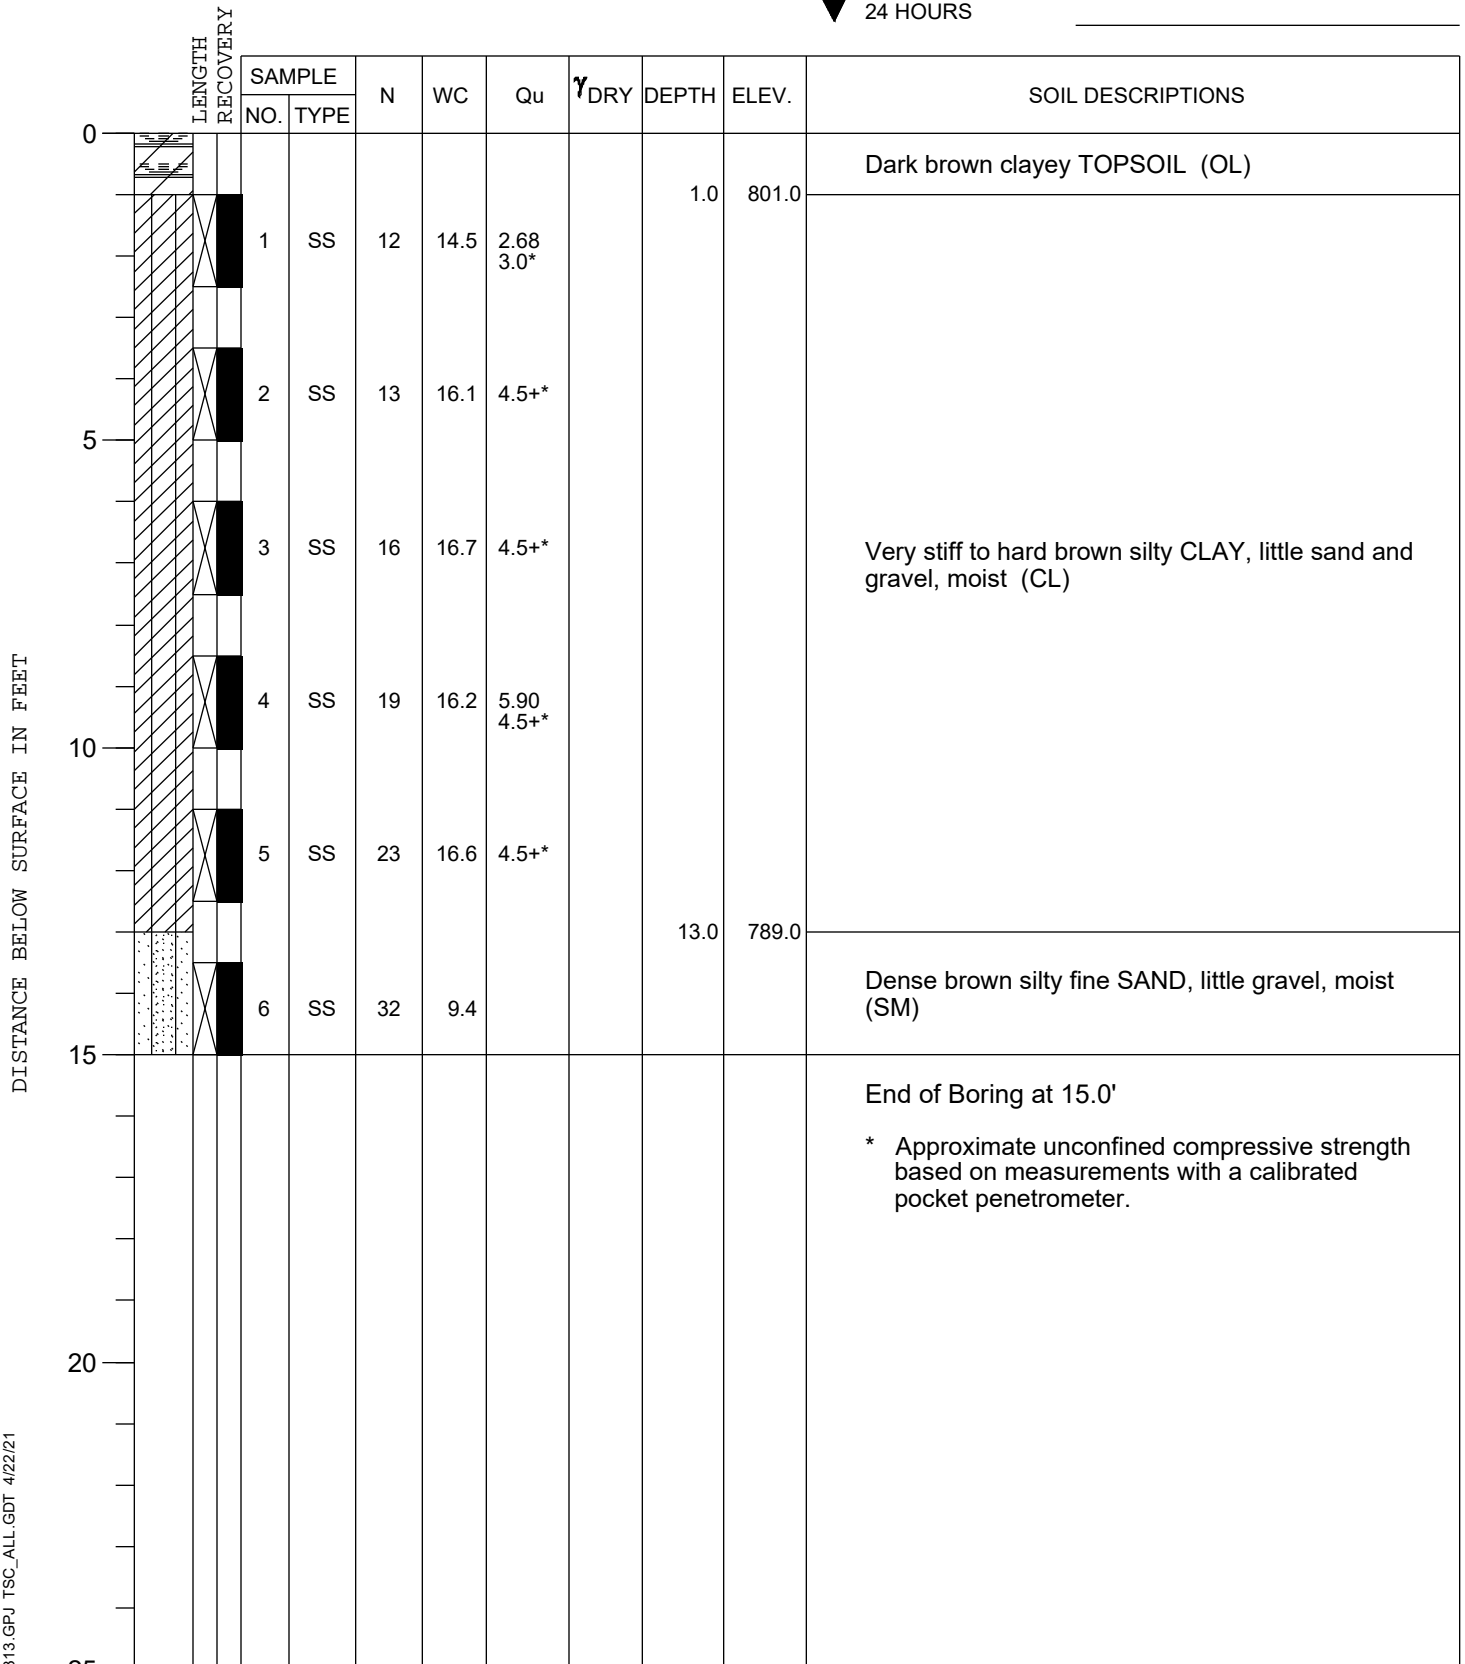 24 HOURS
LENGTH
RECOVERY
SAMPLE
NO. TYPE
N
WC
Qu
γDRY
DEPTH
ELEV.
SOIL DESCRIPTIONS
0
Dark brown clayey TOPSOIL (OL)
1.0 801.0
1 SS 12 14.5 2.68
3.0*
2 SS 13 16.1 4.5+*
5
3 SS 16 16.7 4.5+*
Very stiff to hard brown silty CLAY, little sand and
gravel, moist (CL)
4 SS 19 16.2 5.90
4.5+*
10
5 SS 23 16.6 4.5+*
13.0 789.0
Dense brown silty fine SAND, little gravel, moist
(SM)
6 SS 32 9.4
15
End of Boring at 15.0'
* Approximate unconfined compressive strength
based on measurements with a calibrated
pocket penetrometer.
20
DISTANCE BELOW SURFACE IN FEET
313.GPJ TSC_ALL.GDT 4/22/21